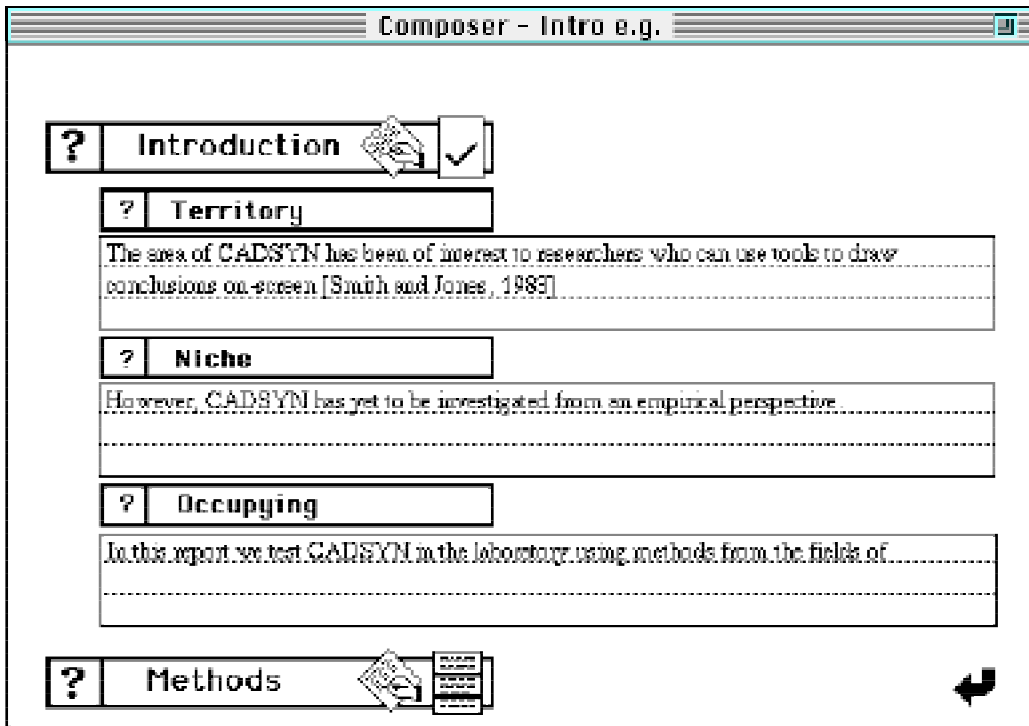 Composer - Intro e.g.
? Introduction
? Territory
The area of CADSYN has been of interest to researchers who can use tools to draw
conclusions on-screen [Smith and Jones, 1983]
? Niche
However, CADSYN has yet to be investigated from an empirical perspective.
? Occupying
In this report we test CADSYN in the laboratory using methods from the fields of
? Methods